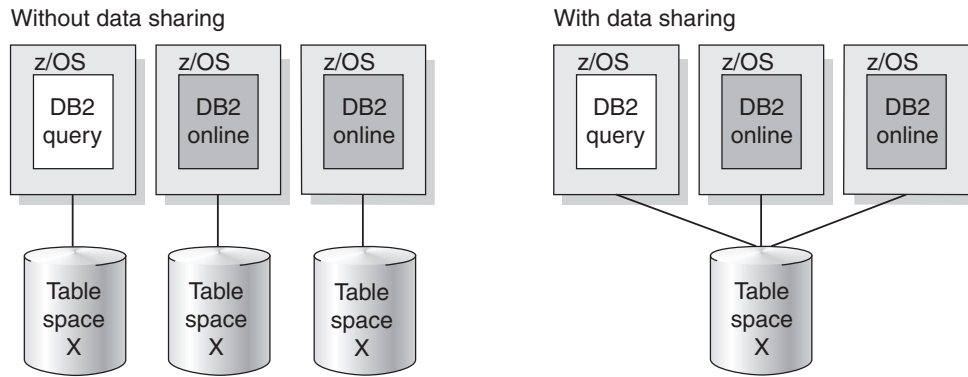 Without data sharing
z/OS
DB2
query
z/OS
DB2
online
z/OS
DB2
online
Table
space
X
Table
space
X
Table
space
X
With data sharing
z/OS
DB2
query
z/OS
DB2
online
z/OS
DB2
online
Table
space
X